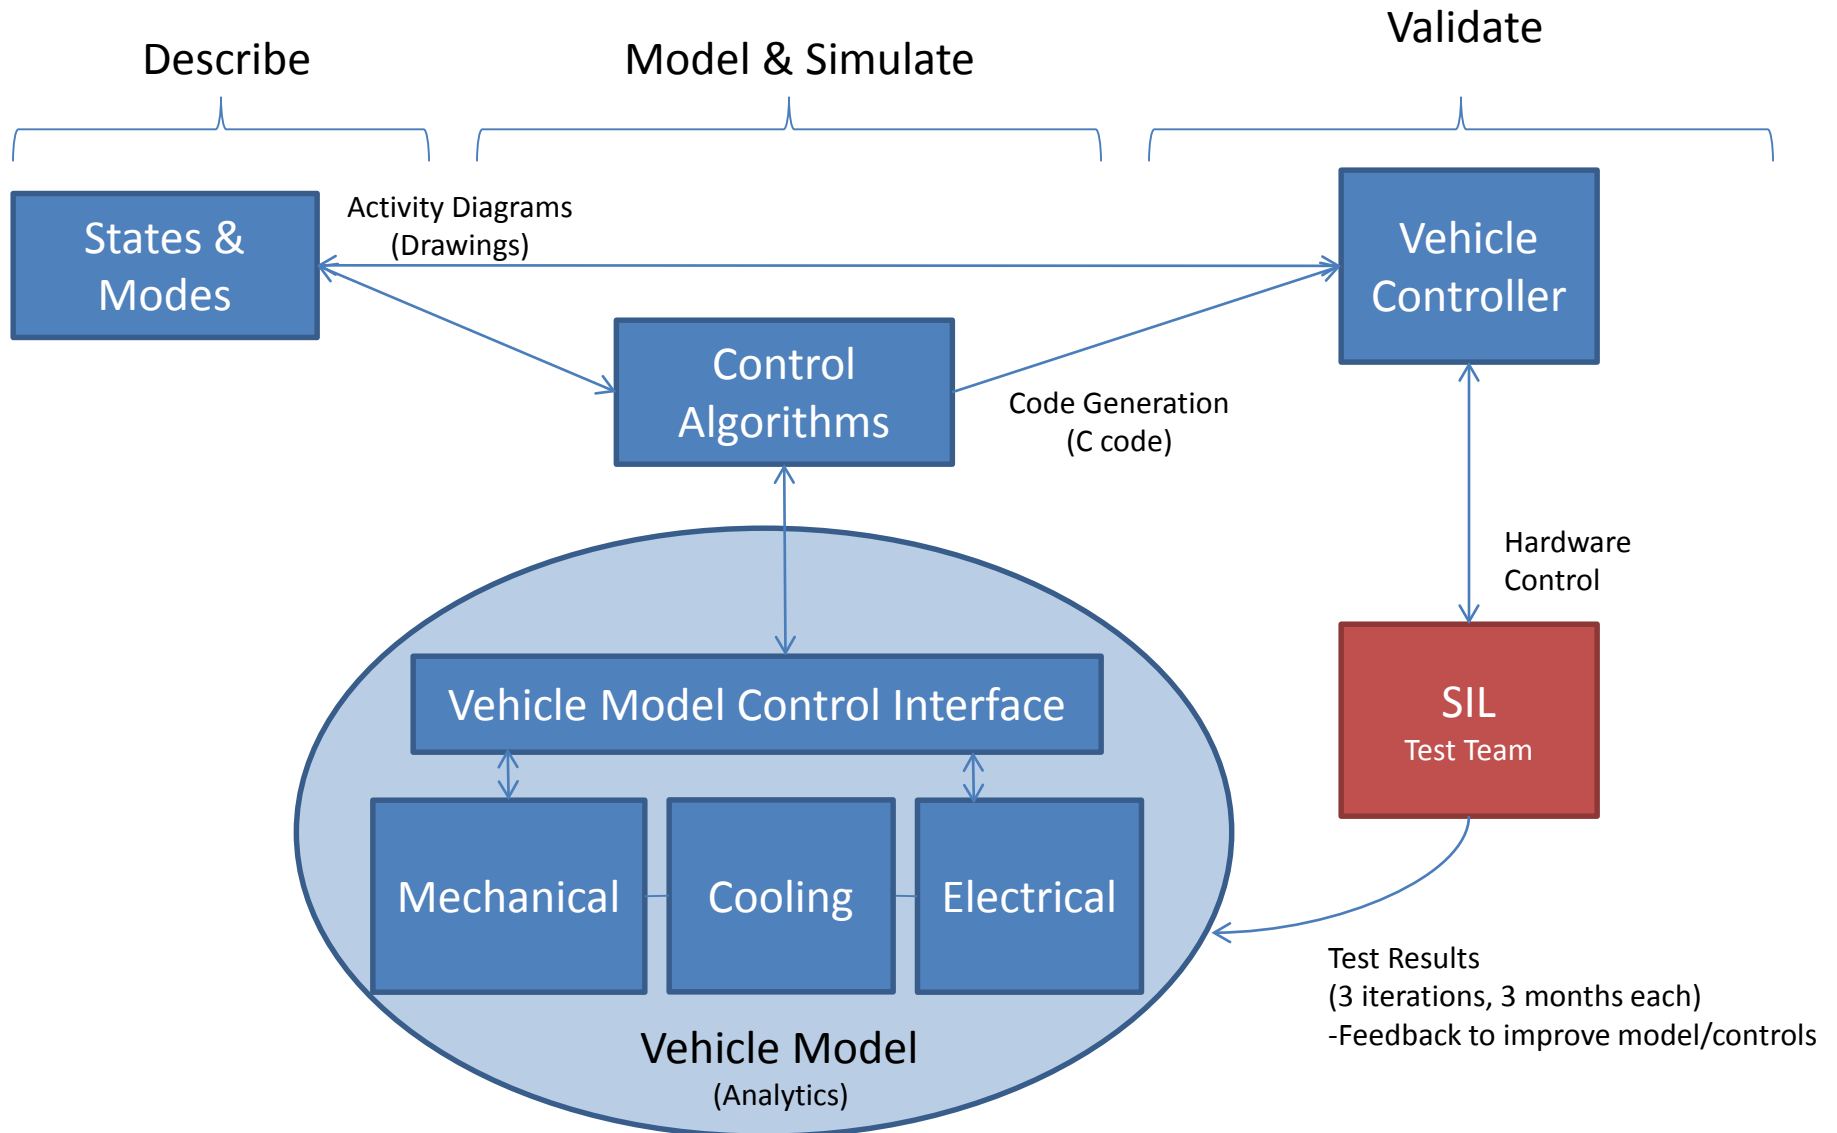 Describe
Model & Simulate
Validate
States &
Modes
Activity Diagrams
(Drawings)
Vehicle
Controller
Control
Algorithms
Code Generation
(C code)
Hardware
Control
Vehicle Model Control Interface
SIL
Test Team
Mechanical
Cooling
Electrical
Test Results
(3 iterations, 3 months each)
-Feedback to improve model/controls
Vehicle Model
(Analytics)